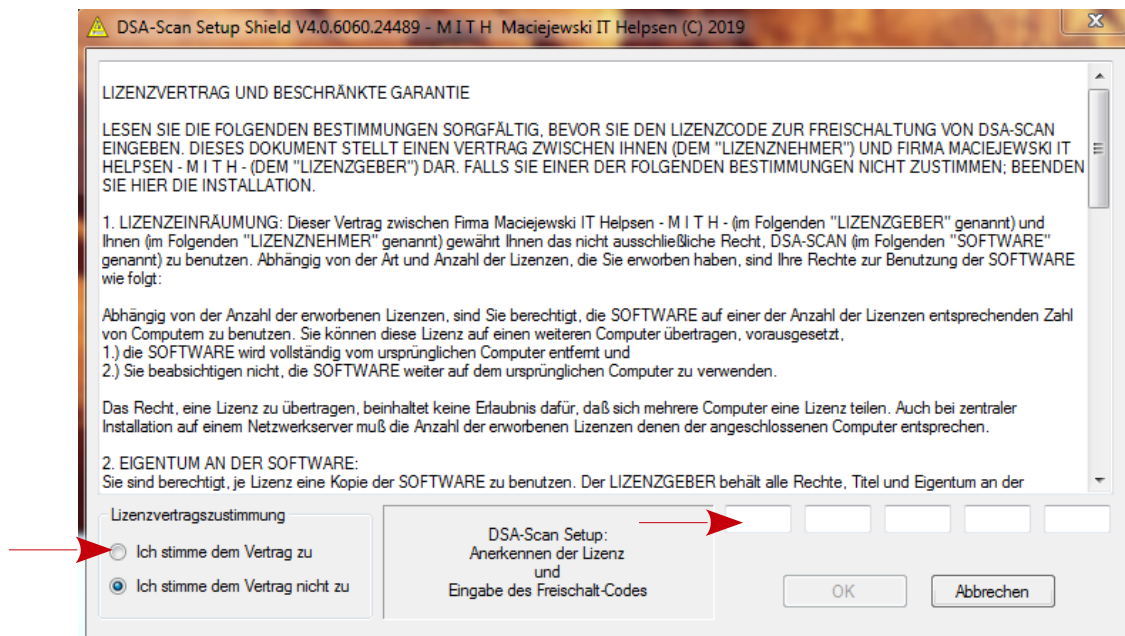 DSA-Scan Setup Shield V4.0.6060.24489 - M I T H Maciejewski IT Helpsen (C) 2019
LIZENZVERTRAG UND BESCHRÄNKTE GARANTIE
LESEN SIE DIE FOLGENDEN BESTIMMUNGEN SORGFÄLTIG, BEVOR SIE DEN LIZENZCODE ZUR FREISCHALTUNG VON DSA-SCAN
EINGEBEN. DIESES DOKUMENT STELLT EINEN VERTRAG ZWISCHEN IHNEN (DEM "LIZENZNEHMER") UND FIRMA MACIEJEWSKI IT
HELPSEN - M I T H - (DEM "LIZENZGEBER") DAR. FALLS SIE EINER DER FOLGENDEN BESTIMMUNGEN NICHT ZUSTIMMEN; BEENDEN
SIE HIER DIE INSTALLATION.
1. LIZENZEINRÄUMUNG: Dieser Vertrag zwischen Firma Maciejewski IT Helpsen - M I T H - (im Folgenden "LIZENZGEBER" genannt) und
Ihnen (im Folgenden "LIZENZNEHMER" genannt) gewährt Ihnen das nicht ausschließliche Recht, DSA-SCAN (im Folgenden "SOFTWARE"
genannt) zu benutzen. Abhängig von der Art und Anzahl der Lizenzen, die Sie erworben haben, sind Ihre Rechte zur Benutzung der SOFTWARE
wie folgt:
Abhängig von der Anzahl der erworbenen Lizenzen, sind Sie berechtigt, die SOFTWARE auf einer der Anzahl der Lizenzen entsprechenden Zahl
von Computern zu benutzen. Sie können diese Lizenz auf einen weiteren Computer übertragen, vorausgesetzt,
1.) die SOFTWARE wird vollständig vom ursprünglichen Computer entfernt und
2.) Sie beabsichtigen nicht, die SOFTWARE weiter auf dem ursprünglichen Computer zu verwenden.
Das Recht, eine Lizenz zu übertragen, beinhaltet keine Erlaubnis dafür, daß sich mehrere Computer eine Lizenz teilen. Auch bei zentraler
Installation auf einem Netzwerkserver muß die Anzahl der erworbenen Lizenzen denen der angeschlossenen Computer entsprechen.
2. EIGENTUM AN DER SOFTWARE:
Sie sind berechtigt, je Lizenz eine Kopie der SOFTWARE zu benutzen. Der LIZENZGEBER behält alle Rechte, Titel und Eigentum an der
Lizenzvertragszustimmung
Ich stimme dem Vertrag zu
Ich stimme dem Vertrag nicht zu
DSA-Scan Setup:
Anerkennen der Lizenz
und
Eingabe des Freischalt-Codes
OK
Abbrechen